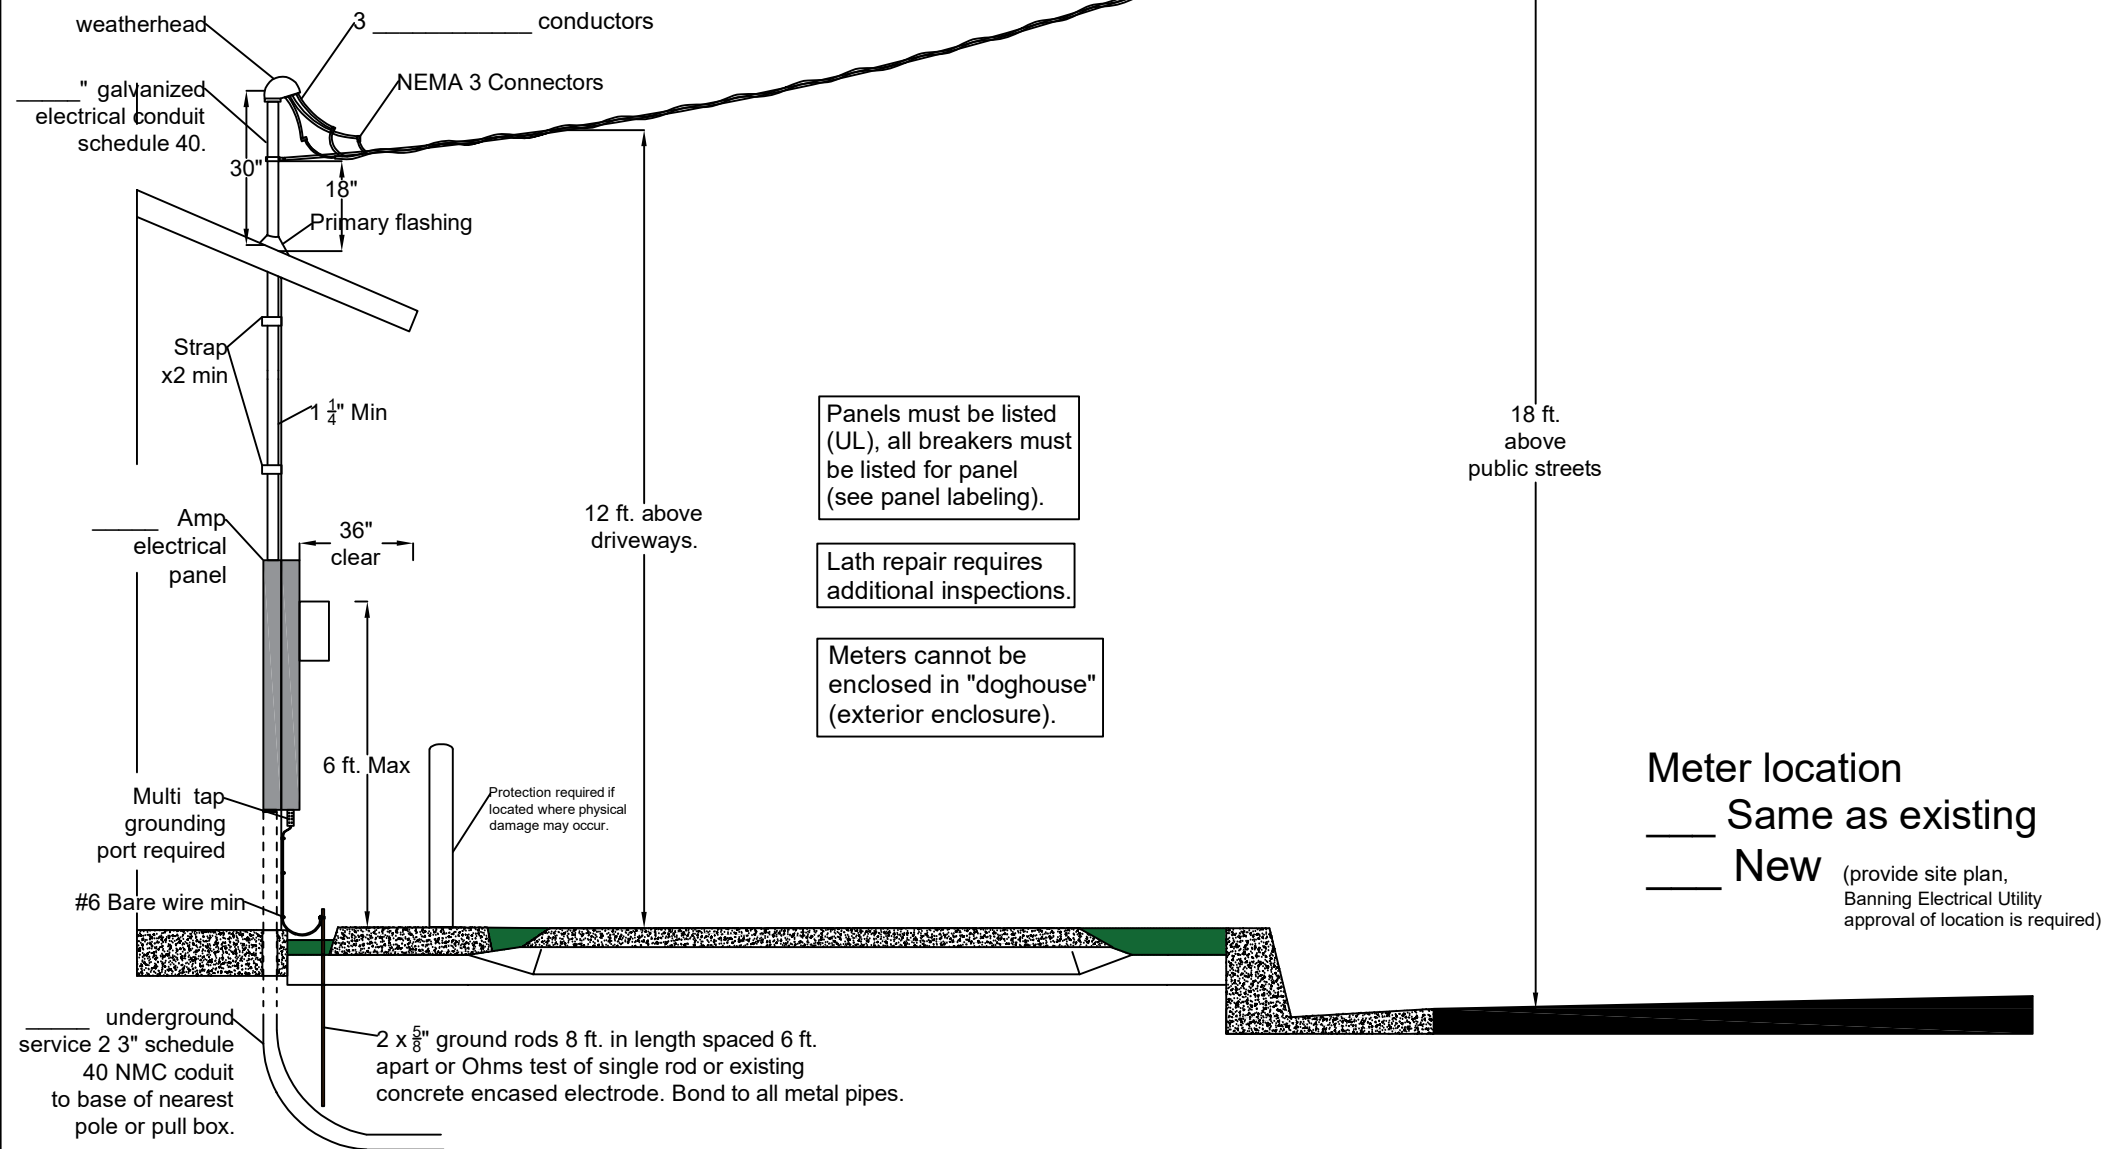 weatherhead
3 ____________ conductors
NEMA 3 Connectors
_____" galvanized
electrical conduit
schedule 40.
30"
18"
Primary flashing
Strap
x2 min
1 1/4" Min
_____ Amp
electrical
panel
36"
clear
12 ft. above
driveways.
Panels must be listed
(UL), all breakers must
be listed for panel
(see panel labeling).
Lath repair requires
additional inspections.
Meters cannot be
enclosed in "doghouse"
(exterior enclosure).
18 ft.
above
public streets
6 ft. Max
Protection required if
located where physical
damage may occur.
Multi tap
grounding
port required
#6 Bare wire min
Meter location
___ Same as existing
___ New (provide site plan,
Banning Electrical Utility
approval of location is required)
_____ underground
service 2 3" schedule
40 NMC coduit
to base of nearest
pole or pull box.
2 x 5/8" ground rods 8 ft. in length spaced 6 ft.
apart or Ohms test of single rod or existing
concrete encased electrode. Bond to all metal pipes.